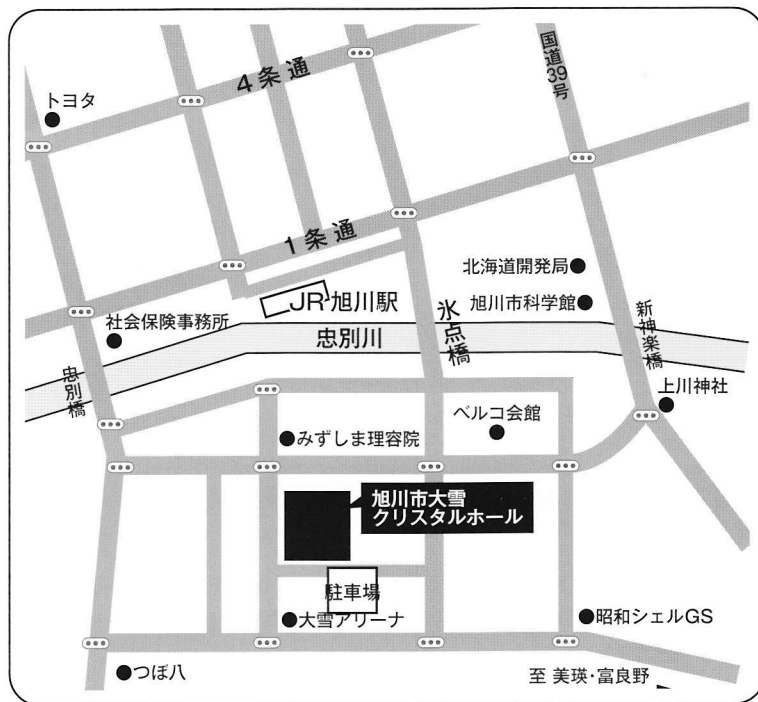 国道39号
4条通
トヨタ
1条通
北海道開発局
JR旭川駅
旭川市科学館
氷点橋
新神楽橋
社会保険事務所
忠別川
忠別橋
上川神社
ベルコ会館
みずしま理容院
旭川市大雪
クリスタルホール
駐車場
大雪アリーナ
昭和シェルGS
つぼ八
至 美瑛・富良野